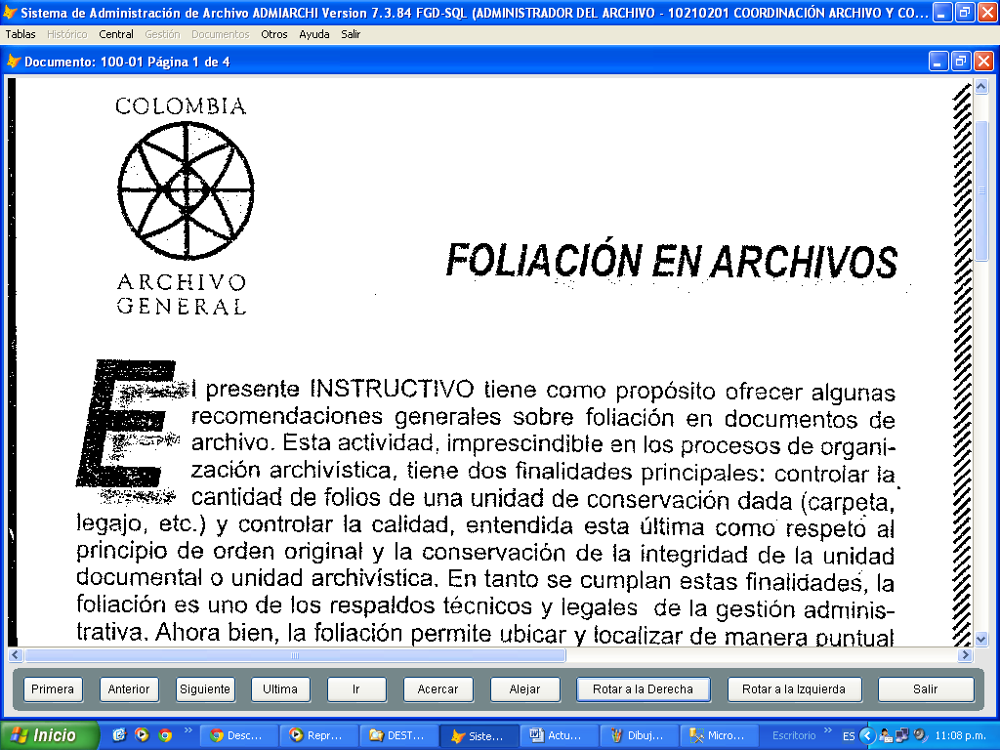 Sistema de Administración de Archivo ADMIARCHI Version 7.3.84 FGD-SQL (ADMINISTRADOR DEL ARCHIVO - 10210201 COORDINACIÓN ARCHIVO Y CO...
Tablas Histórico Central Gestión Documentos Otros Ayuda Salir
Documento: 100-01 Página 1 de 4
COLOMBIA
ARCHIVO
GENERAL
FOLIACIÓN EN ARCHIVOS
El presente INSTRUCTIVO tiene como propósito ofrecer algunas
recomendaciones generales sobre foliación en documentos de
archivo. Esta actividad, imprescindible en los procesos de organi-
zación archivística, tiene dos finalidades principales: controlar la
cantidad de folios de una unidad de conservación dada (carpeta,
legajo, etc.) y controlar la calidad, entendida esta última como respeto al
principio de orden original y la conservación de la integridad de la unidad
documental o unidad archivística. En tanto se cumplan estas finalidades, la
foliación es uno de los respaldos técnicos y legales de la gestión adminis-
trativa. Ahora bien, la foliación permite ubicar y localizar de manera puntual
Primera Anterior Siguiente Ultima Ir Acercar Alejar Rotar a la Derecha Rotar a la Izquierda Salir
Inicio » Desc... Repr... DEST... Siste... Actu... Dibuj... Micro... Escritorio » ES 11:08 p.m.